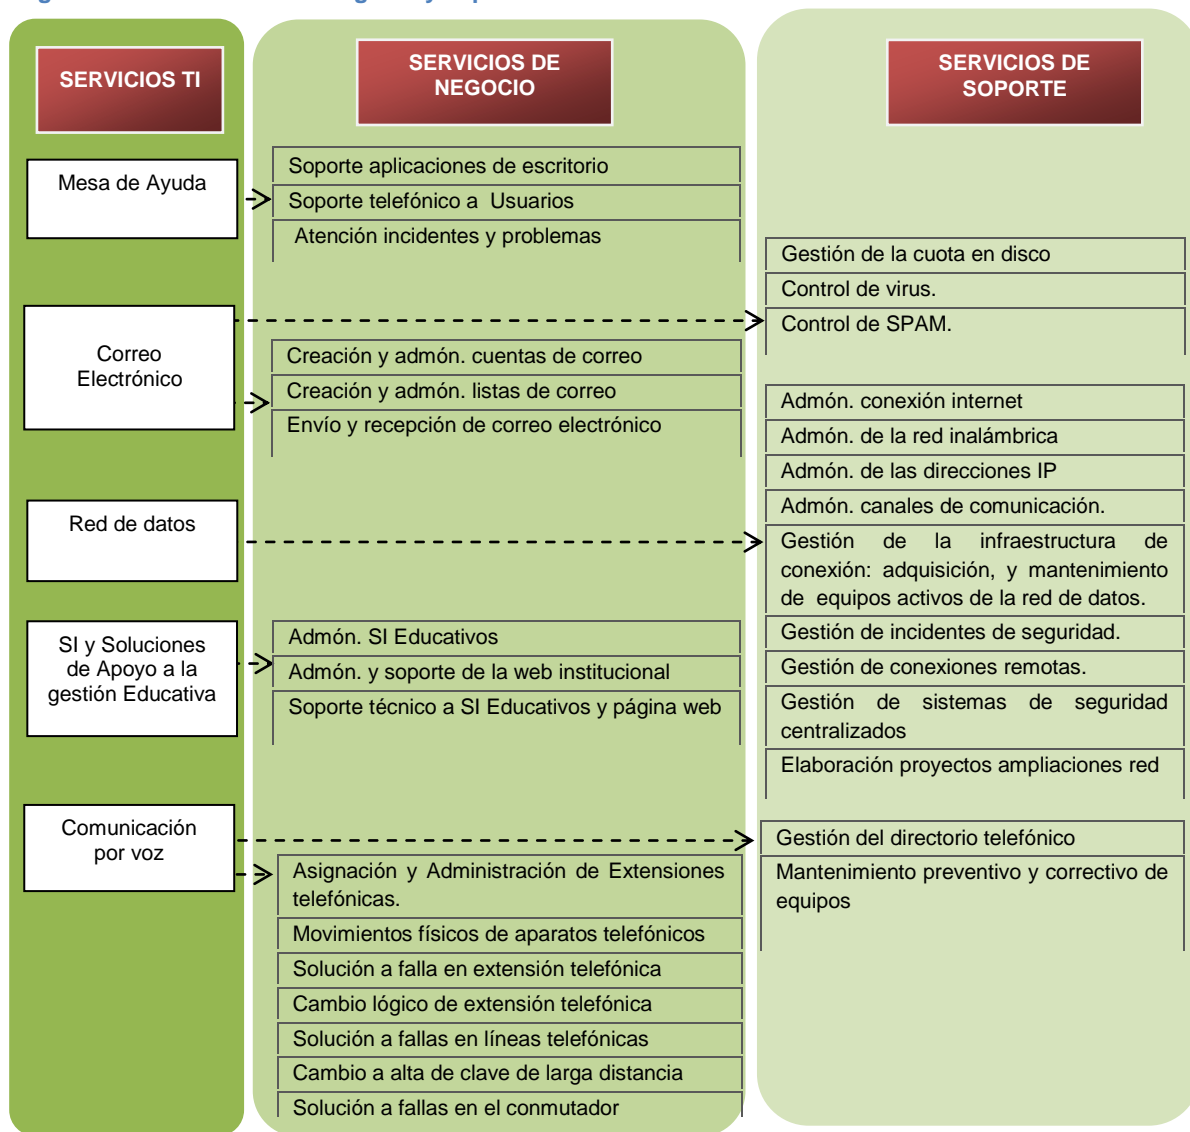 SERVICIOS TI
SERVICIOS DE
NEGOCIO
SERVICIOS DE
SOPORTE
Mesa de Ayuda
Soporte aplicaciones de escritorio
Soporte telefónico a Usuarios
Atención incidentes y problemas
Gestión de la cuota en disco
Control de virus.
Control de SPAM.
Correo
Electrónico
Creación y admón. cuentas de correo
Creación y admón. listas de correo
Envío y recepción de correo electrónico
Red de datos
Admón. conexión internet
Admón. de la red inalámbrica
Admón. de las direcciones IP
Admón. canales de comunicación.
Gestión de la infraestructura de
conexión: adquisición, y mantenimiento
de equipos activos de la red de datos.
Gestión de incidentes de seguridad.
Gestión de conexiones remotas.
Gestión de sistemas de seguridad
centralizados
Elaboración proyectos ampliaciones red
SI y Soluciones
de Apoyo a la
gestión Educativa
Admón. SI Educativos
Admón. y soporte de la web institucional
Soporte técnico a SI Educativos y página web
Comunicación
por voz
Gestión del directorio telefónico
Mantenimiento preventivo y correctivo de
equipos
Asignación y Administración de Extensiones
telefónicas.
Movimientos físicos de aparatos telefónicos
Solución a falla en extensión telefónica
Cambio lógico de extensión telefónica
Solución a fallas en líneas telefónicas
Cambio a alta de clave de larga distancia
Solución a fallas en el conmutador